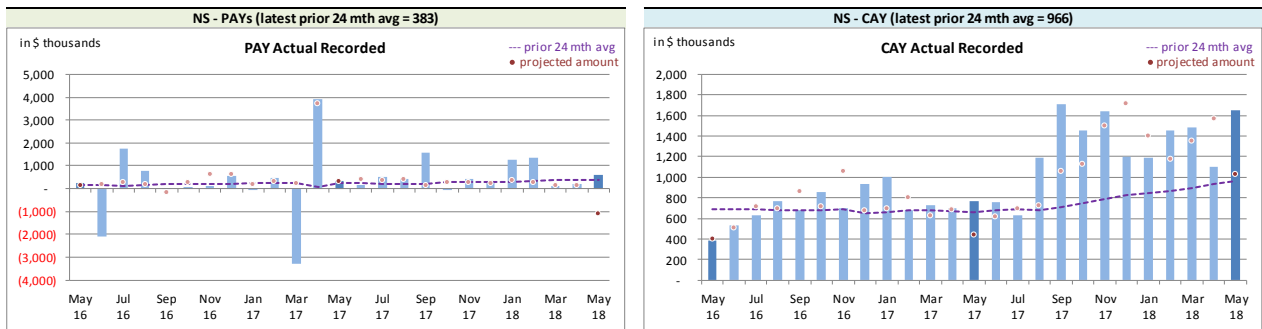 NS - PAYs (latest prior 24 mth avg = 383)
in $ thousands
PAY Actual Recorded
--- prior 24 mth avg
• projected amount
5,000
4,000
3,000
2,000
1,000
-
(1,000)
(2,000)
(3,000)
(4,000)
May Jul Sep Nov Jan Mar May Jul Sep Nov Jan Mar May
16 16 16 16 17 17 17 17 17 17 18 18 18
NS - CAY (latest prior 24 mth avg = 966)
in $ thousands
CAY Actual Recorded
--- prior 24 mth avg
• projected amount
2,000
1,800
1,600
1,400
1,200
1,000
800
600
400
200
-
May Jul Sep Nov Jan Mar May Jul Sep Nov Jan Mar May
16 16 16 16 17 17 17 17 17 17 18 18 18